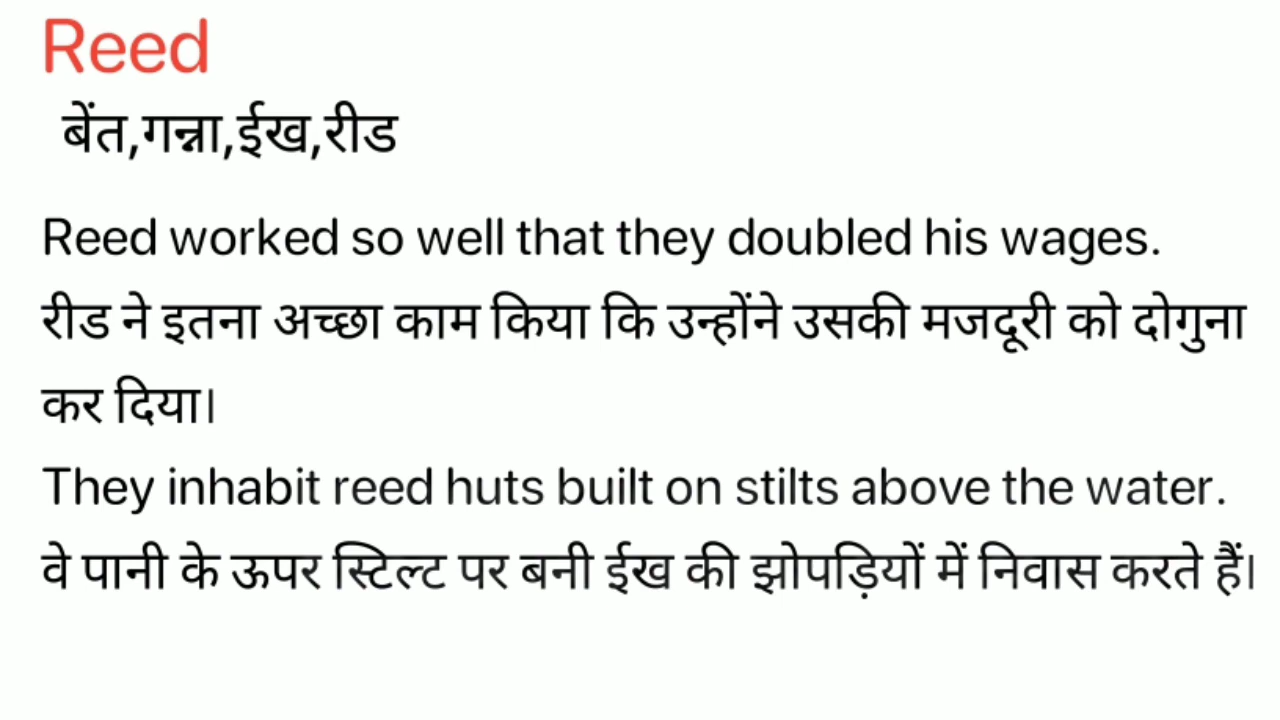 Reed
बेंत,गन्ना,ईख,रीड
Reed worked so well that they doubled his wages.
रीड ने इतना अच्छा काम किया कि उन्होंने उसकी मजदूरी को दोगुना
कर दिया।
They inhabit reed huts built on stilts above the water.
वे पानी के ऊपर स्टिल्ट पर बनी ईख की झोपड़ियों में निवास करते हैं।